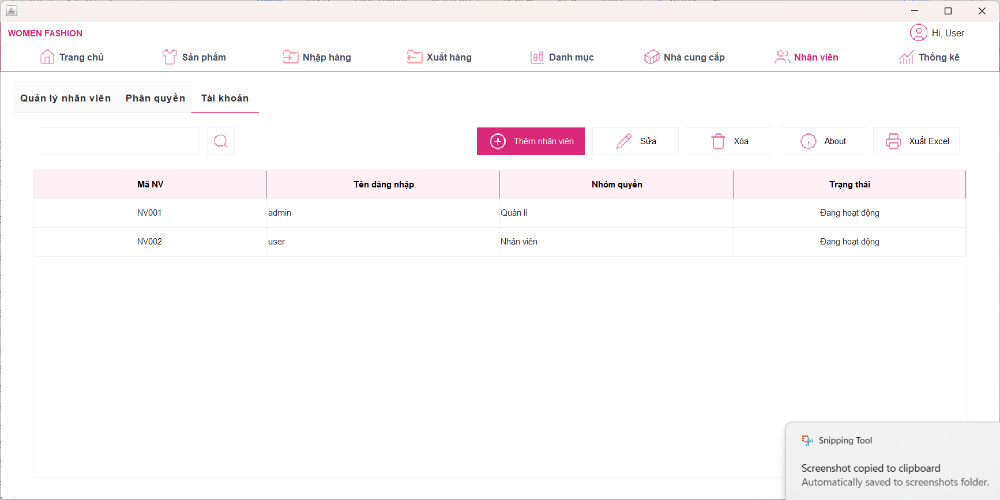 WOMEN FASHION
Hi, User
Trang chủ
Sản phẩm
Nhập hàng
Xuất hàng
Danh mục
Nhà cung cấp
Nhân viên
Thống kê
Quản lý nhân viên
Phân quyền
Tài khoản
Thêm nhân viên
Sửa
Xóa
About
Xuất Excel
Mã NV
Tên đăng nhập
Nhóm quyền
Trạng thái
NV001
admin
Quản lí
Đang hoạt động
NV002
user
Nhân viên
Đang hoạt động
Snipping Tool
Screenshot copied to clipboard
Automatically saved to screenshots folder.